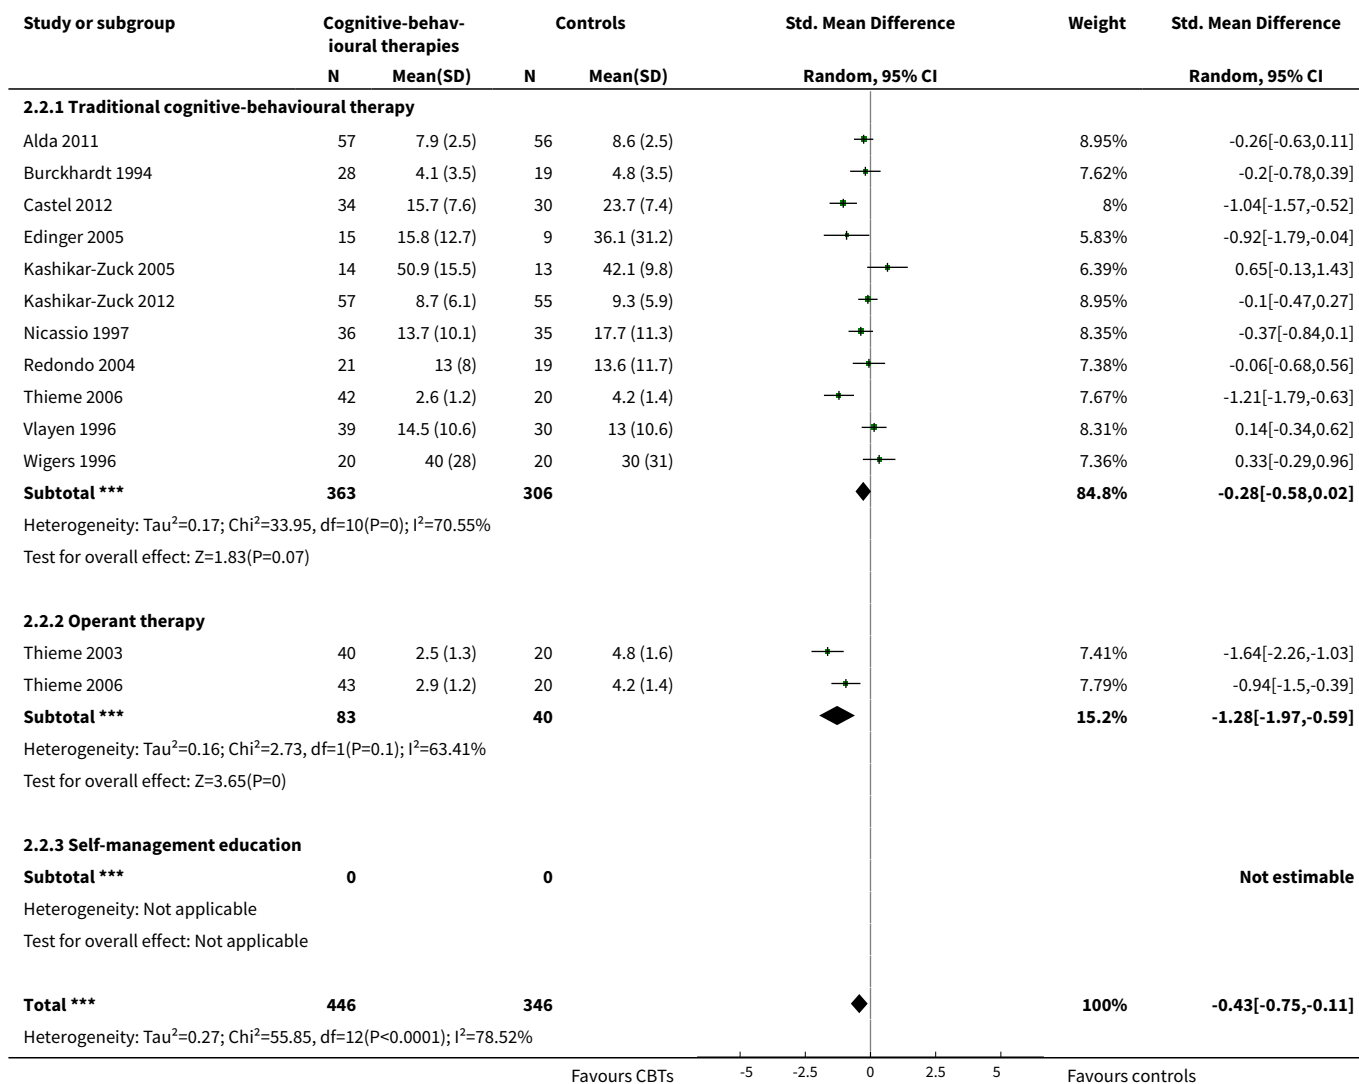 Study or subgroup Cognitive-behav- Controls Std. Mean Difference Weight Std. Mean Difference
ioural therapies
N Mean(SD) N Mean(SD) Random, 95% CI Random, 95% CI
2.2.1 Traditional cognitive-behavioural therapy
Alda 2011 57 7.9 (2.5) 56 8.6 (2.5) 8.95% -0.26[-0.63,0.11]
Burckhardt 1994 28 4.1 (3.5) 19 4.8 (3.5) 7.62% -0.2[-0.78,0.39]
Castel 2012 34 15.7 (7.6) 30 23.7 (7.4) 8% -1.04[-1.57,-0.52]
Edinger 2005 15 15.8 (12.7) 9 36.1 (31.2) 5.83% -0.92[-1.79,-0.04]
Kashikar-Zuck 2005 14 50.9 (15.5) 13 42.1 (9.8) 6.39% 0.65[-0.13,1.43]
Kashikar-Zuck 2012 57 8.7 (6.1) 55 9.3 (5.9) 8.95% -0.1[-0.47,0.27]
Nicassio 1997 36 13.7 (10.1) 35 17.7 (11.3) 8.35% -0.37[-0.84,0.1]
Redondo 2004 21 13 (8) 19 13.6 (11.7) 7.38% -0.06[-0.68,0.56]
Thieme 2006 42 2.6 (1.2) 20 4.2 (1.4) 7.67% -1.21[-1.79,-0.63]
Vlayen 1996 39 14.5 (10.6) 30 13 (10.6) 8.31% 0.14[-0.34,0.62]
Wigers 1996 20 40 (28) 20 30 (31) 7.36% 0.33[-0.29,0.96]
Subtotal *** 363 306 84.8% -0.28[-0.58,0.02]
Heterogeneity: Tau²=0.17; Chi²=33.95, df=10(P=0); I²=70.55%
Test for overall effect: Z=1.83(P=0.07)
2.2.2 Operant therapy
Thieme 2003 40 2.5 (1.3) 20 4.8 (1.6) 7.41% -1.64[-2.26,-1.03]
Thieme 2006 43 2.9 (1.2) 20 4.2 (1.4) 7.79% -0.94[-1.5,-0.39]
Subtotal *** 83 40 15.2% -1.28[-1.97,-0.59]
Heterogeneity: Tau²=0.16; Chi²=2.73, df=1(P=0.1); I²=63.41%
Test for overall effect: Z=3.65(P=0)
2.2.3 Self-management education
Subtotal *** 0 0 Not estimable
Heterogeneity: Not applicable
Test for overall effect: Not applicable
Total *** 446 346 100% -0.43[-0.75,-0.11]
Heterogeneity: Tau²=0.27; Chi²=55.85, df=12(P<0.0001); I²=78.52%
Favours CBTs -5 -2.5 0 2.5 5 Favours controls